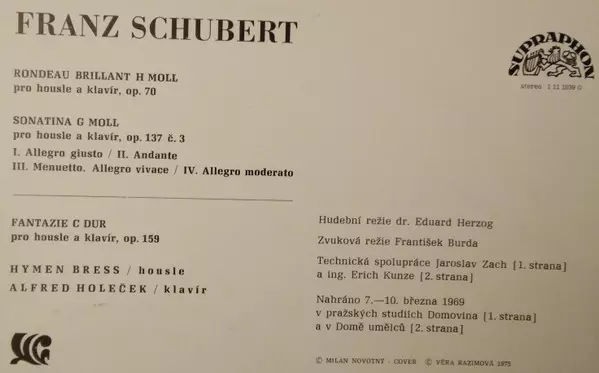 FRANZ SCHUBERT
SUPRAPHON
stereo 1 11 1039 G
RONDEAU BRILLANT H MOLL
pro housle a klavír, op. 70
SONATINA G MOLL
pro housle a klavír, op. 137 č. 3
I. Allegro giusto / II. Andante
III. Menuetto. Allegro vivace / IV. Allegro moderato
FANTAZIE C DUR
pro housle a klavír, op. 159
HYMEN BRESS / housle
ALFRED HOLEČEK / klavír
Hudební režie dr. Eduard Herzog
Zvuková režie František Burda
Technická spolupráce Jaroslav Zach [1. strana]
a ing. Erich Kunze [2. strana]
Nahráno 7.—10. března 1969
v pražských studiích Domovina [1. strana]
a v Domě umělců [2. strana]
© MILAN NOVOTNÝ · COVER © VĚRA RAZIMOVÁ 1975